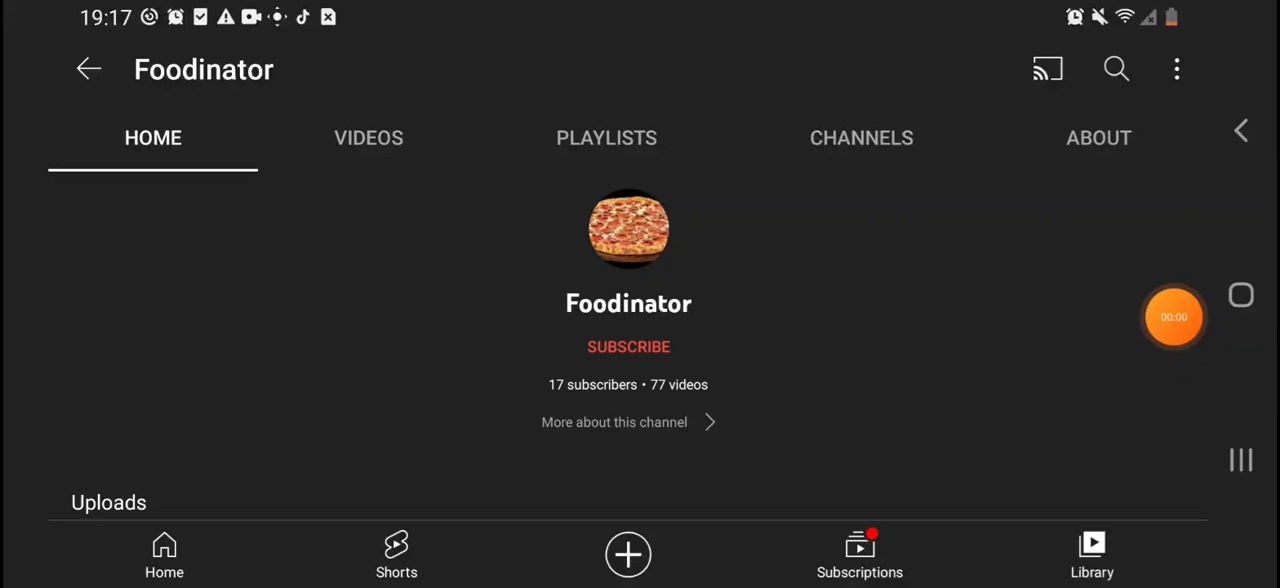 19:17
Foodinator
HOME VIDEOS PLAYLISTS CHANNELS ABOUT
Foodinator
SUBSCRIBE
00:00
17 subscribers • 77 videos
More about this channel
Uploads
Home Shorts Subscriptions Library